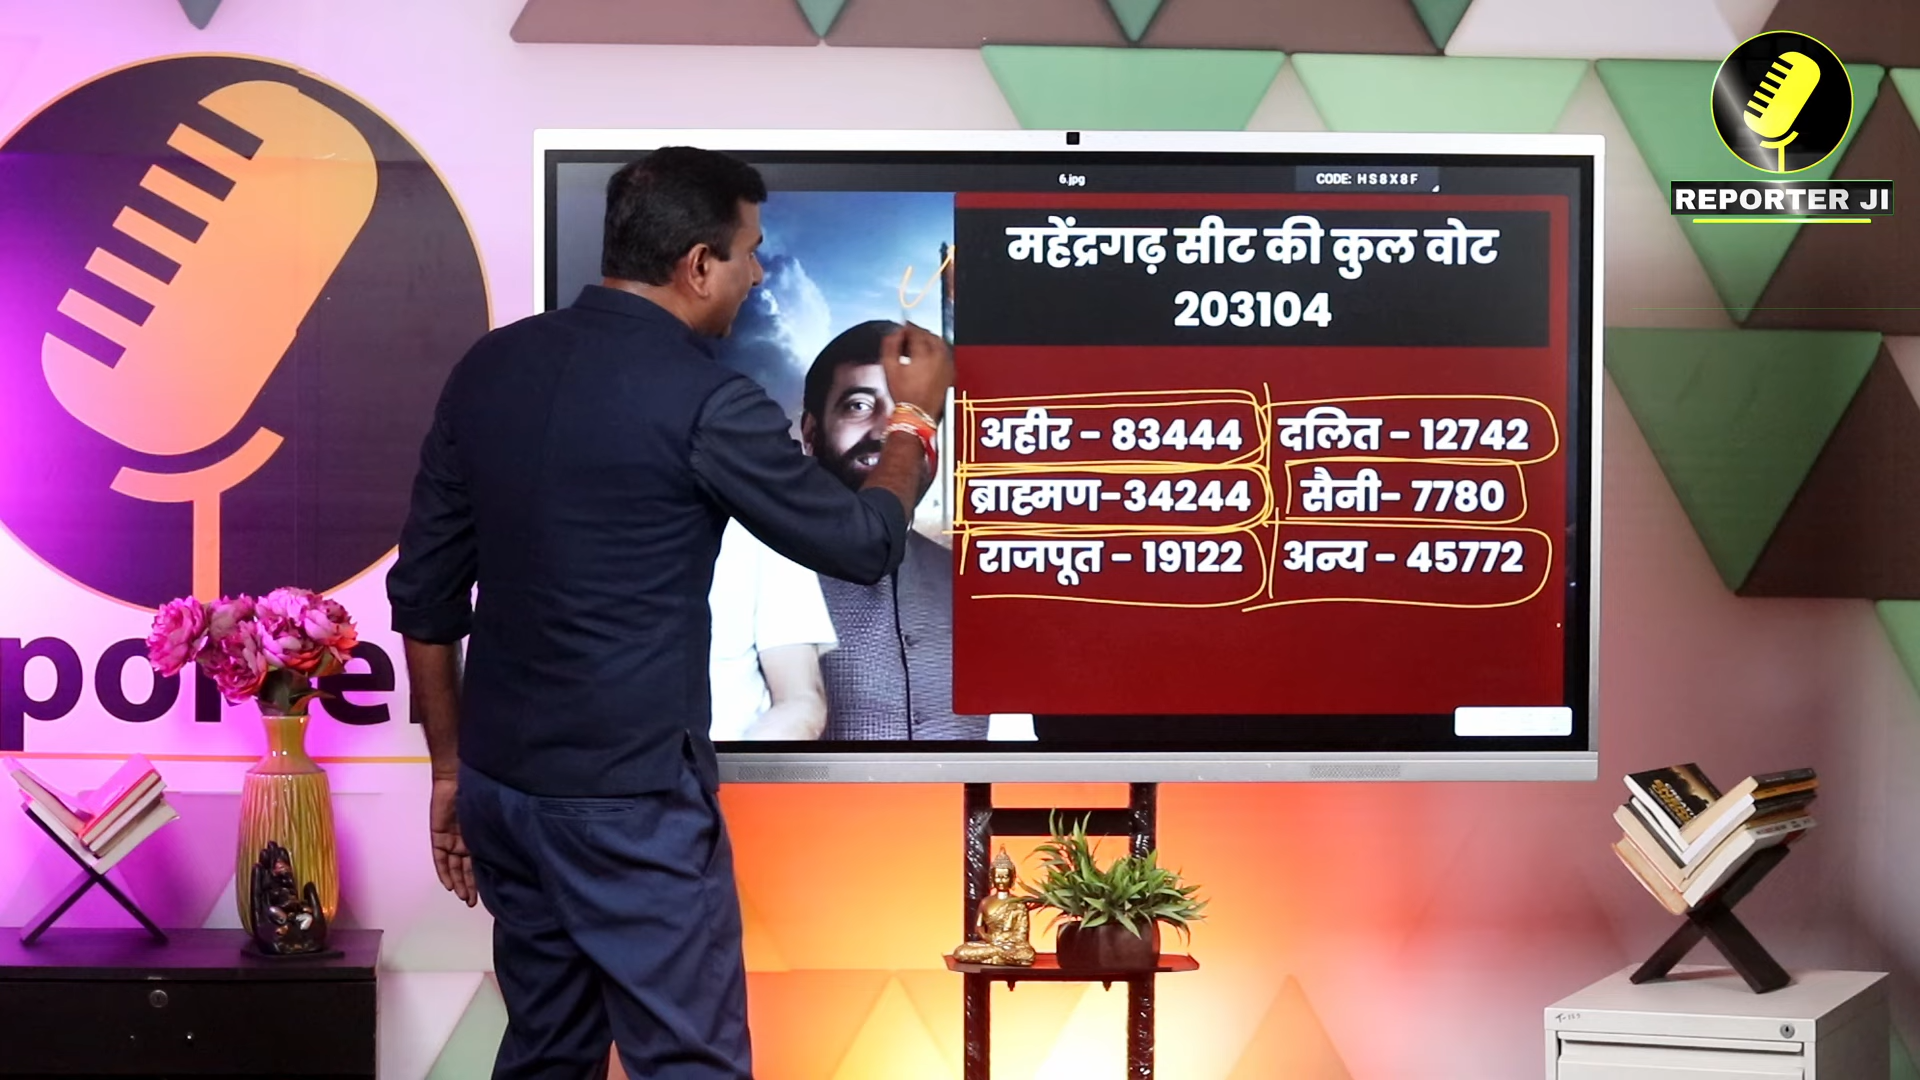 6.jpg
CODE: HS8X8F
REPORTER JI
महेंद्रगढ़ सीट की कुल वोट
203104
अहीर - 83444
दलित - 12742
ब्राह्मण-34244
सैनी- 7780
राजपूत - 19122
अन्य - 45772